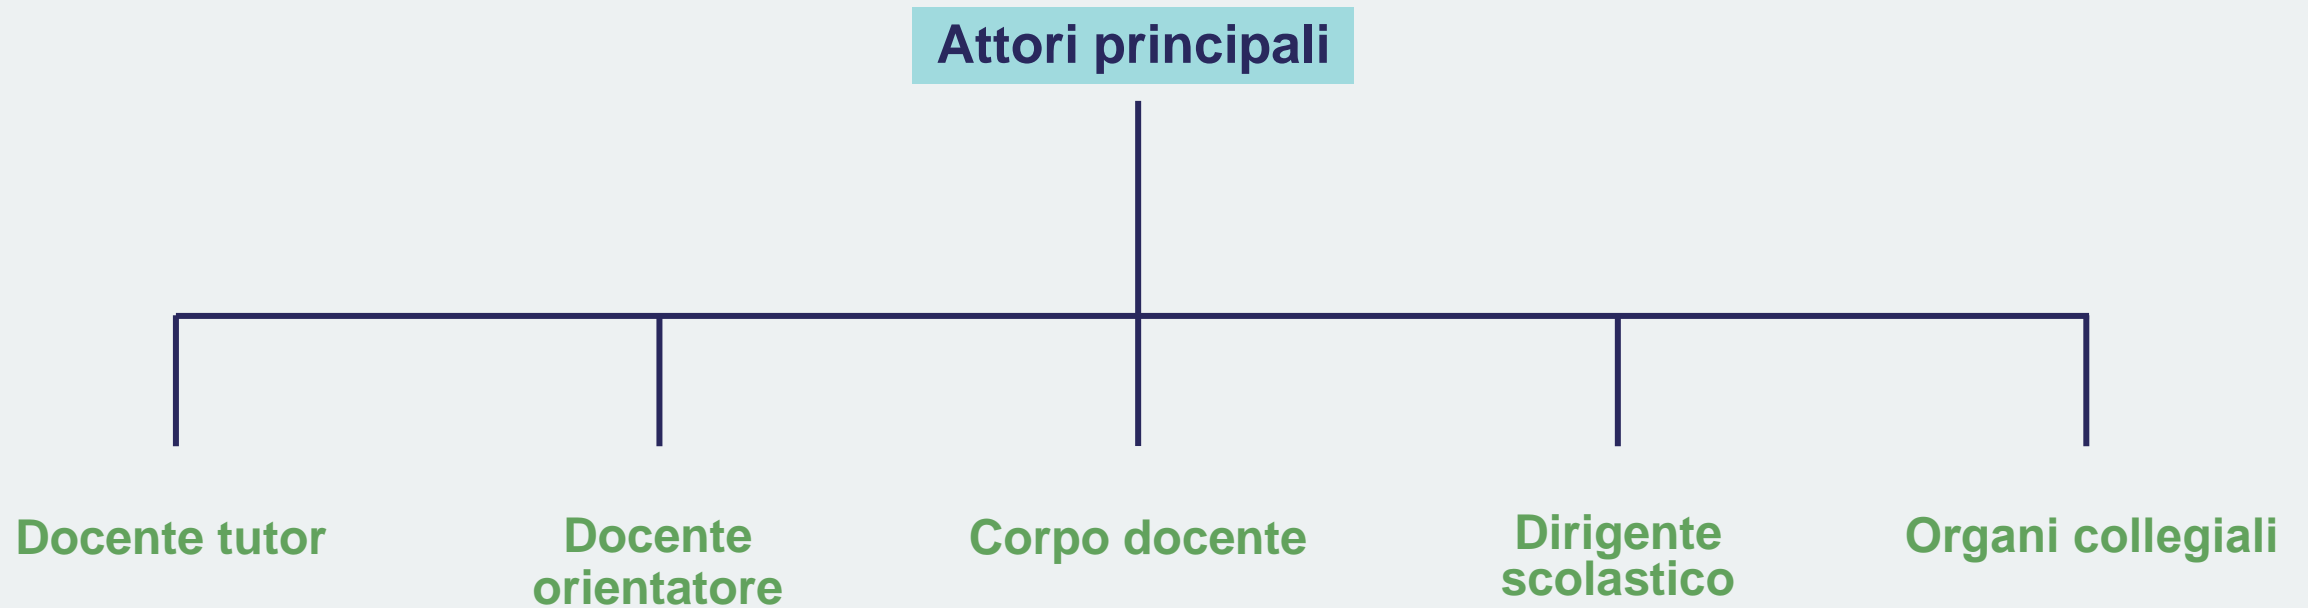 Attori principali
Docente tutor
Docente
orientatore
Corpo docente
Dirigente
scolastico
Organi collegiali